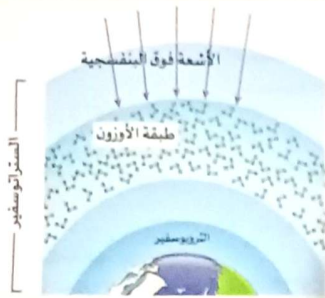 الأشعة فوق البنفسجية
طبقة الأوزون
الستراتوسفير
التروبوسفير